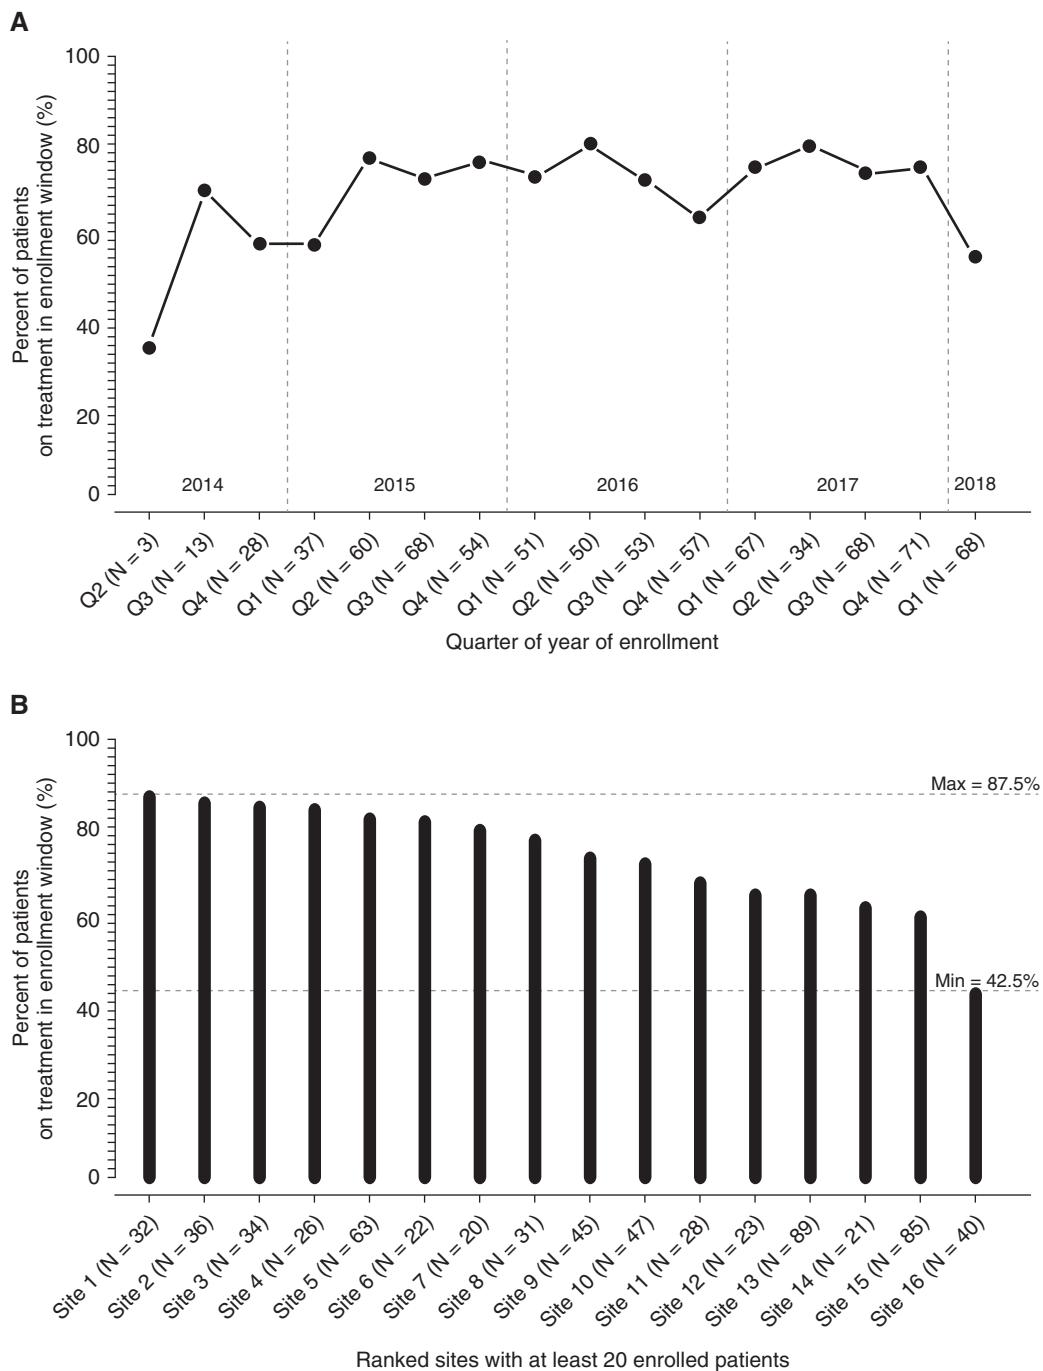 A
Percent of patients
on treatment in enrollment window (%)
100
80
60
40
20
0
2014
2015
2016
2017
2018
Q2 (N = 3)
Q3 (N = 13)
Q4 (N = 28)
Q1 (N = 37)
Q2 (N = 60)
Q3 (N = 68)
Q4 (N = 54)
Q1 (N = 51)
Q2 (N = 50)
Q3 (N = 53)
Q4 (N = 57)
Q1 (N = 67)
Q2 (N = 34)
Q3 (N = 68)
Q4 (N = 71)
Q1 (N = 68)
Quarter of year of enrollment
B
Percent of patients
on treatment in enrollment window (%)
100
80
60
40
20
0
Max = 87.5%
Min = 42.5%
Site 1 (N = 32)
Site 2 (N = 36)
Site 3 (N = 34)
Site 4 (N = 26)
Site 5 (N = 63)
Site 6 (N = 22)
Site 7 (N = 20)
Site 8 (N = 31)
Site 9 (N = 45)
Site 10 (N = 47)
Site 11 (N = 28)
Site 12 (N = 23)
Site 13 (N = 89)
Site 14 (N = 21)
Site 15 (N = 85)
Site 16 (N = 40)
Ranked sites with at least 20 enrolled patients